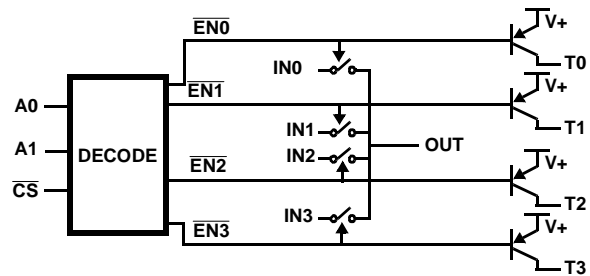 EN0
V+
IN0
T0
EN1
V+
A0
IN1
T1
OUT
A1
DECODE
IN2
EN2
V+
CS
T2
IN3
V+
EN3
T3